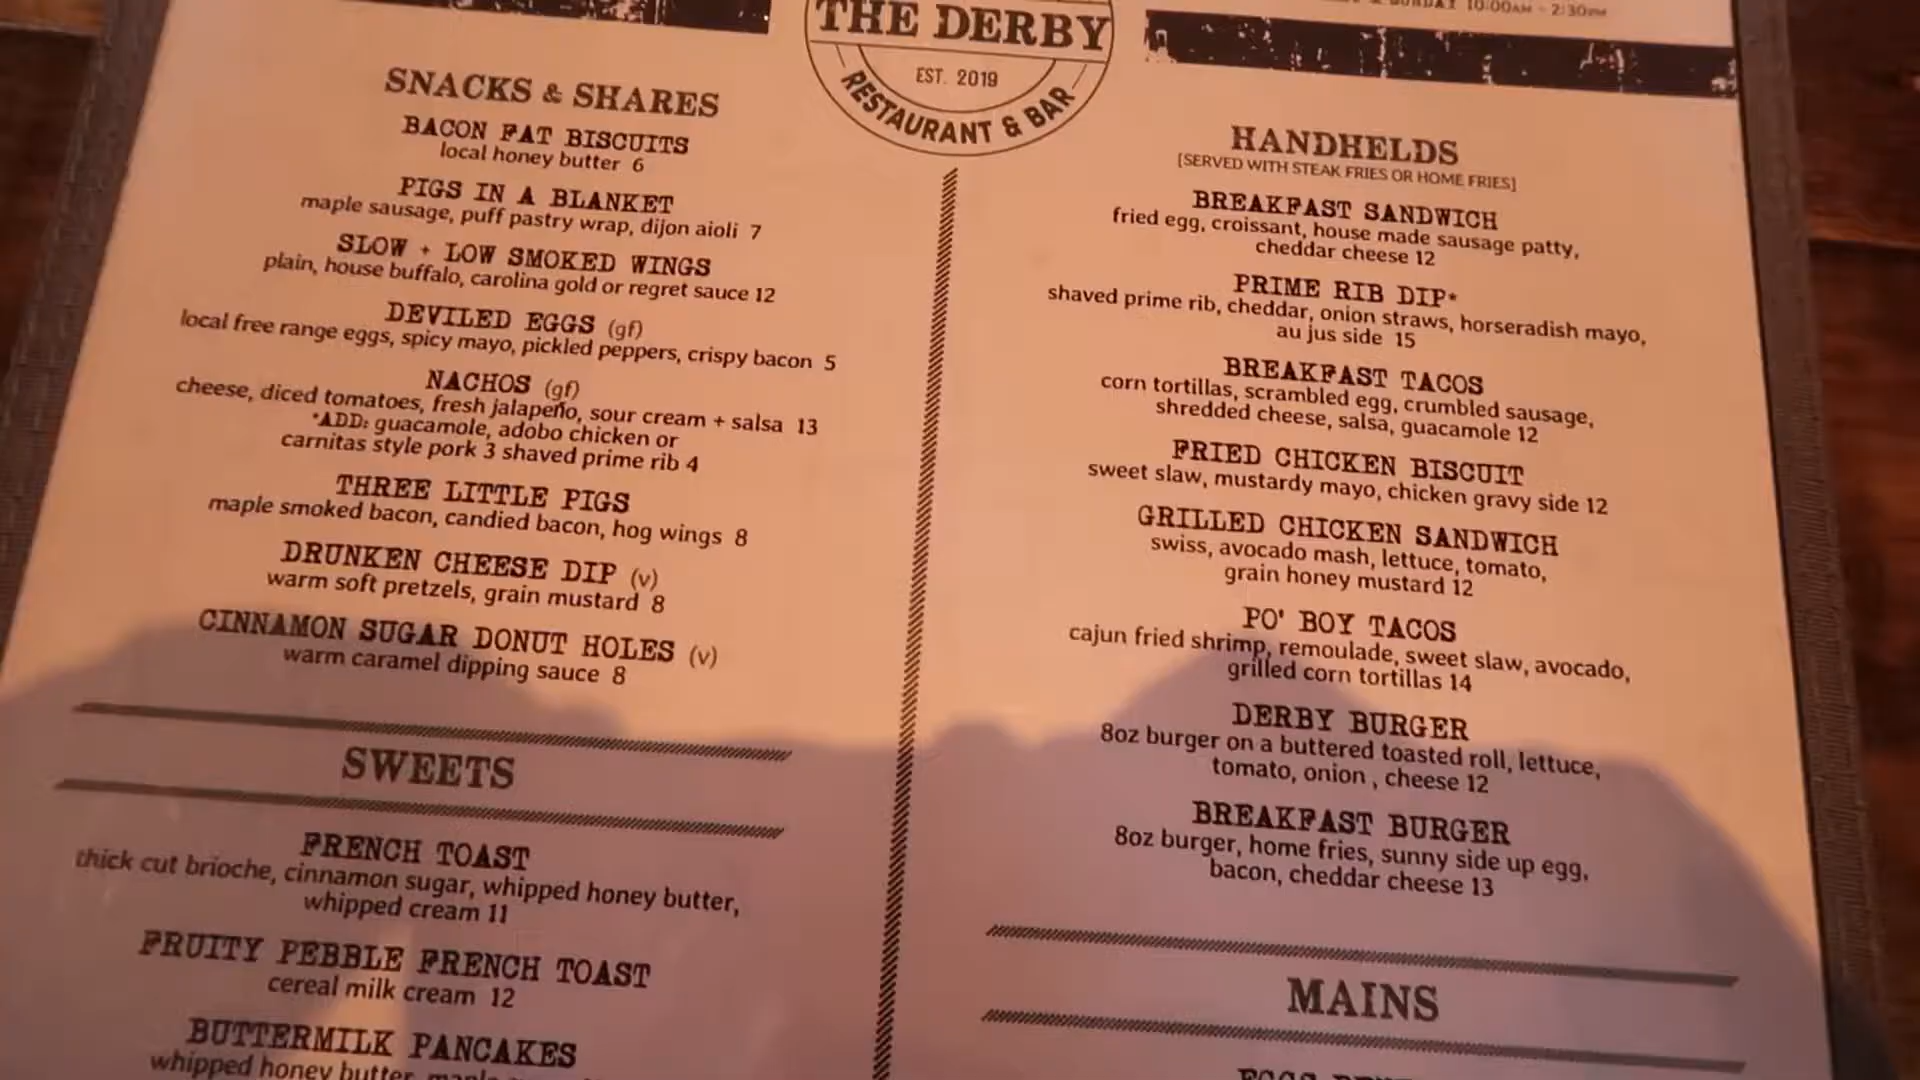 THE DERBY
EST. 2019
RESTAURANT & BAR
10:00AM - 2:30PM
SNACKS & SHARES
BACON FAT BISCUITS
local honey butter 6
PIGS IN A BLANKET
maple sausage, puff pastry wrap, dijon aioli 7
SLOW + LOW SMOKED WINGS
plain, house buffalo, carolina gold or regret sauce 12
DEVILED EGGS (gf)
local free range eggs, spicy mayo, pickled peppers, crispy bacon 5
NACHOS (gf)
cheese, diced tomatoes, fresh jalapeño, sour cream + salsa 13
*ADD: guacamole, adobo chicken or
carnitas style pork 3 shaved prime rib 4
THREE LITTLE PIGS
maple smoked bacon, candied bacon, hog wings 8
DRUNKEN CHEESE DIP (v)
warm soft pretzels, grain mustard 8
CINNAMON SUGAR DONUT HOLES (v)
warm caramel dipping sauce 8
SWEETS
FRENCH TOAST
thick cut brioche, cinnamon sugar, whipped honey butter,
whipped cream 11
FRUITY PEBBLE FRENCH TOAST
cereal milk cream 12
BUTTERMILK PANCAKES
whipped honey butter,
HANDHELDS
[SERVED WITH STEAK FRIES OR HOME FRIES]
BREAKFAST SANDWICH
fried egg, croissant, house made sausage patty,
cheddar cheese 12
PRIME RIB DIP*
shaved prime rib, cheddar, onion straws, horseradish mayo,
au jus side 15
BREAKFAST TACOS
corn tortillas, scrambled egg, crumbled sausage,
shredded cheese, salsa, guacamole 12
FRIED CHICKEN BISCUIT
sweet slaw, mustardy mayo, chicken gravy side 12
GRILLED CHICKEN SANDWICH
swiss, avocado mash, lettuce, tomato,
grain honey mustard 12
PO' BOY TACOS
cajun fried shrimp, remoulade, sweet slaw, avocado,
grilled corn tortillas 14
DERBY BURGER
8oz burger on a buttered toasted roll, lettuce,
tomato, onion , cheese 12
BREAKFAST BURGER
8oz burger, home fries, sunny side up egg,
bacon, cheddar cheese 13
MAINS